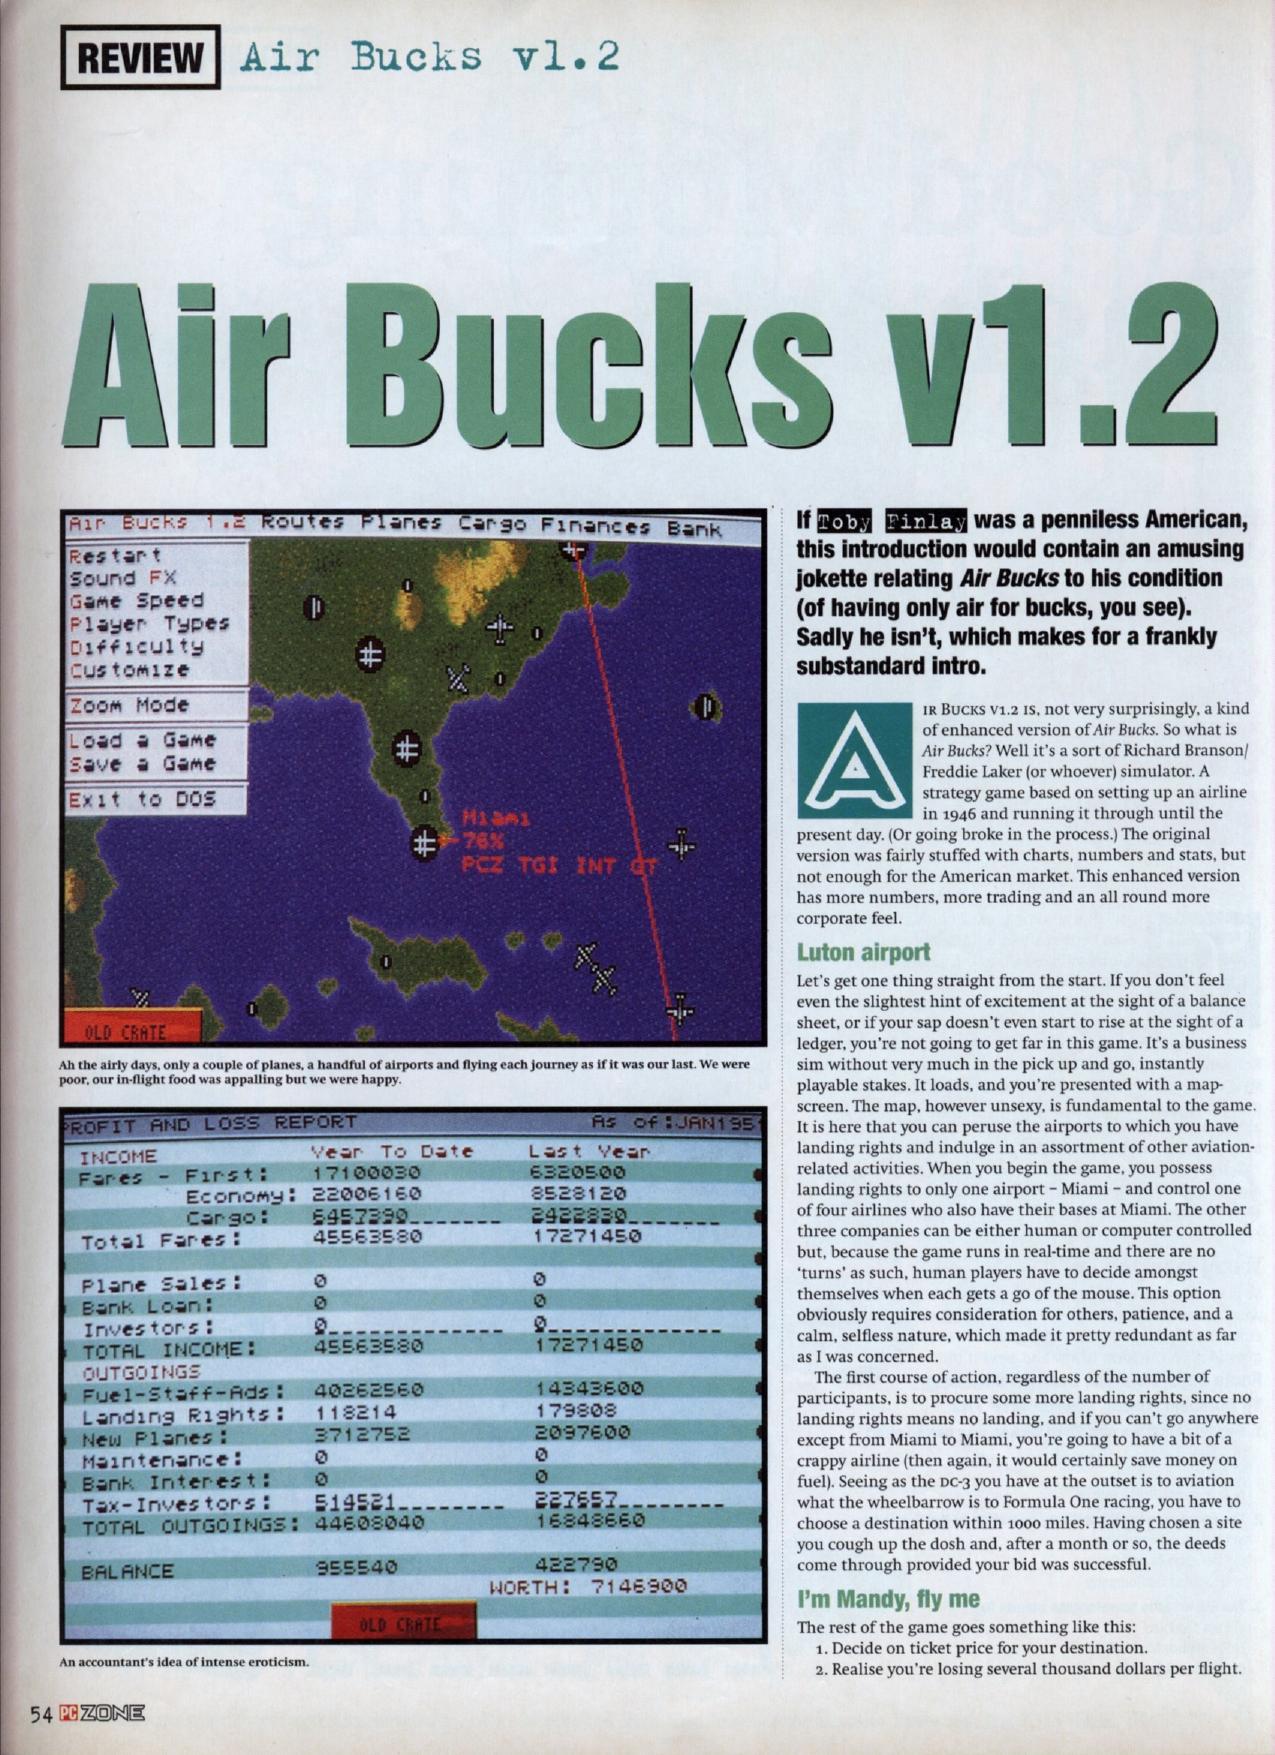 REVIEW Air Bucks v1.2
Air Bucks v1.2
Air Bucks 1.2 Routes Planes Cargo Finances Bank
Restart
Sound FX
Game Speed
Player Types
Difficulty
Customize
Zoom Mode
Load a Game
Save a Game
Exit to DOS
Miami
76%
PCZ TGI INT GT
OLD CRATE
Ah the airly days, only a couple of planes, a handful of airports and flying each journey as if it was our last. We were
poor, our in-flight food was appalling but we were happy.
PROFIT AND LOSS REPORT As of:JAN195
INCOME Year To Date Last Year
Fares - First: 17100030 6320500
Economy: 22006160 8528120
Cargo: 6457390 2422830
Total Fares: 45563580 17271450
Plane Sales: 0 0
Bank Loan: 0 0
Investors: 0 0
TOTAL INCOME: 45563580 17271450
OUTGOINGS
Fuel-Staff-Ads: 40262560 14343600
Landing Rights: 118214 179808
New Planes: 3712752 2097600
Maintenance: 0 0
Bank Interest: 0 0
Tax-Investors: 514521 227657
TOTAL OUTGOINGS: 44608040 16848660
BALANCE 955540 422790
WORTH: 7146900
OLD CRATE
An accountant's idea of intense eroticism.
If Toby Finlay was a penniless American,
this introduction would contain an amusing
jokette relating Air Bucks to his condition
(of having only air for bucks, you see).
Sadly he isn't, which makes for a frankly
substandard intro.
AIR BUCKS V1.2 IS, not very surprisingly, a kind
of enhanced version of Air Bucks. So what is
Air Bucks? Well it's a sort of Richard Branson/
Freddie Laker (or whoever) simulator. A
strategy game based on setting up an airline
in 1946 and running it through until the
present day. (Or going broke in the process.) The original
version was fairly stuffed with charts, numbers and stats, but
not enough for the American market. This enhanced version
has more numbers, more trading and an all round more
corporate feel.
Luton airport
Let's get one thing straight from the start. If you don't feel
even the slightest hint of excitement at the sight of a balance
sheet, or if your sap doesn't even start to rise at the sight of a
ledger, you're not going to get far in this game. It's a business
sim without very much in the pick up and go, instantly
playable stakes. It loads, and you're presented with a map-
screen. The map, however unsexy, is fundamental to the game.
It is here that you can peruse the airports to which you have
landing rights and indulge in an assortment of other aviation-
related activities. When you begin the game, you possess
landing rights to only one airport – Miami – and control one
of four airlines who also have their bases at Miami. The other
three companies can be either human or computer controlled
but, because the game runs in real-time and there are no
'turns' as such, human players have to decide amongst
themselves when each gets a go of the mouse. This option
obviously requires consideration for others, patience, and a
calm, selfless nature, which made it pretty redundant as far
as I was concerned.
The first course of action, regardless of the number of
participants, is to procure some more landing rights, since no
landing rights means no landing, and if you can't go anywhere
except from Miami to Miami, you're going to have a bit of a
crappy airline (then again, it would certainly save money on
fuel). Seeing as the DC-3 you have at the outset is to aviation
what the wheelbarrow is to Formula One racing, you have to
choose a destination within 1000 miles. Having chosen a site
you cough up the dosh and, after a month or so, the deeds
come through provided your bid was successful.
I'm Mandy, fly me
The rest of the game goes something like this:
1. Decide on ticket price for your destination.
2. Realise you're losing several thousand dollars per flight.
54 PC ZONE